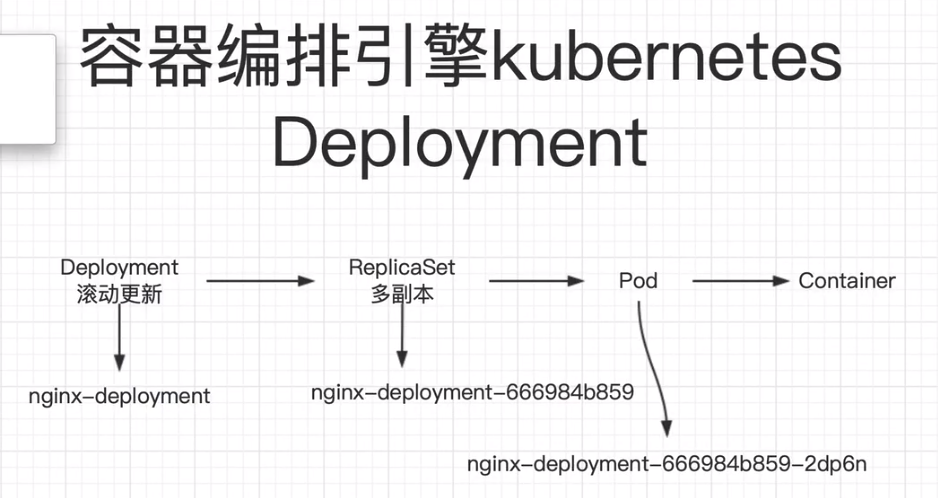 容器编排引擎kubernetes
Deployment
Deployment
滚动更新
ReplicaSet
多副本
Pod
Container
nginx-deployment
nginx-deployment-666984b859
nginx-deployment-666984b859-2dp6n